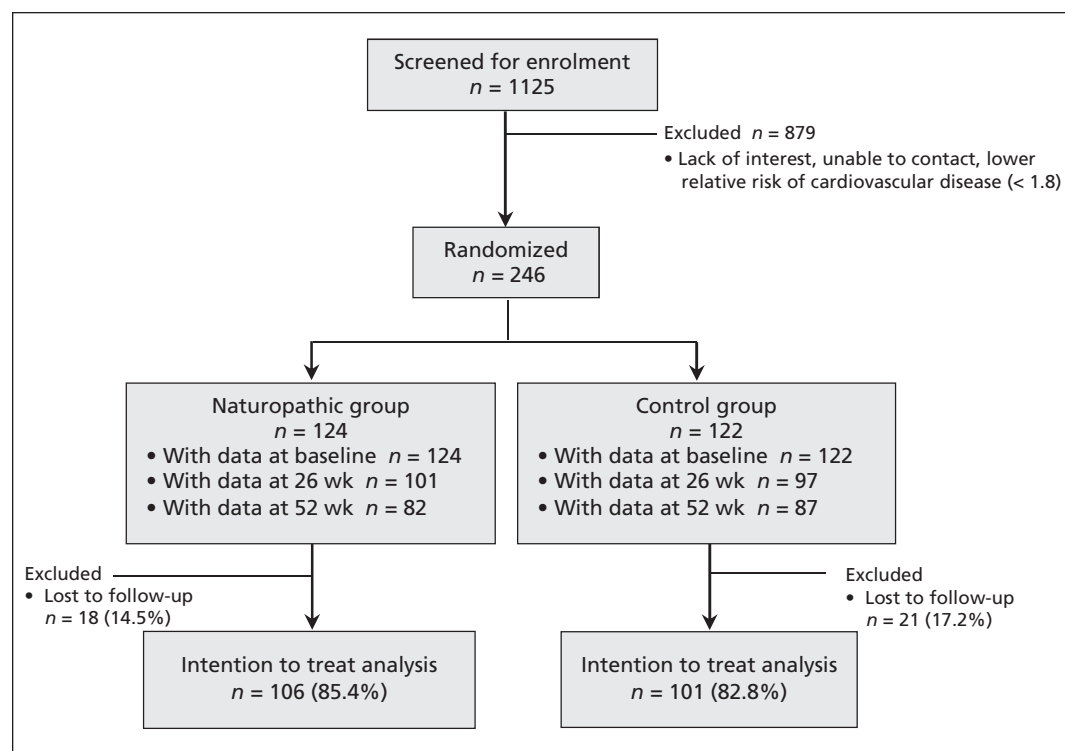 Screened for enrolment
n = 1125
Excluded n = 879
• Lack of interest, unable to contact, lower
relative risk of cardiovascular disease (< 1.8)
Randomized
n = 246
Naturopathic group
n = 124
• With data at baseline n = 124
• With data at 26 wk n = 101
• With data at 52 wk n = 82
Control group
n = 122
• With data at baseline n = 122
• With data at 26 wk n = 97
• With data at 52 wk n = 87
Excluded
• Lost to follow-up
n = 18 (14.5%)
Excluded
• Lost to follow-up
n = 21 (17.2%)
Intention to treat analysis
n = 106 (85.4%)
Intention to treat analysis
n = 101 (82.8%)